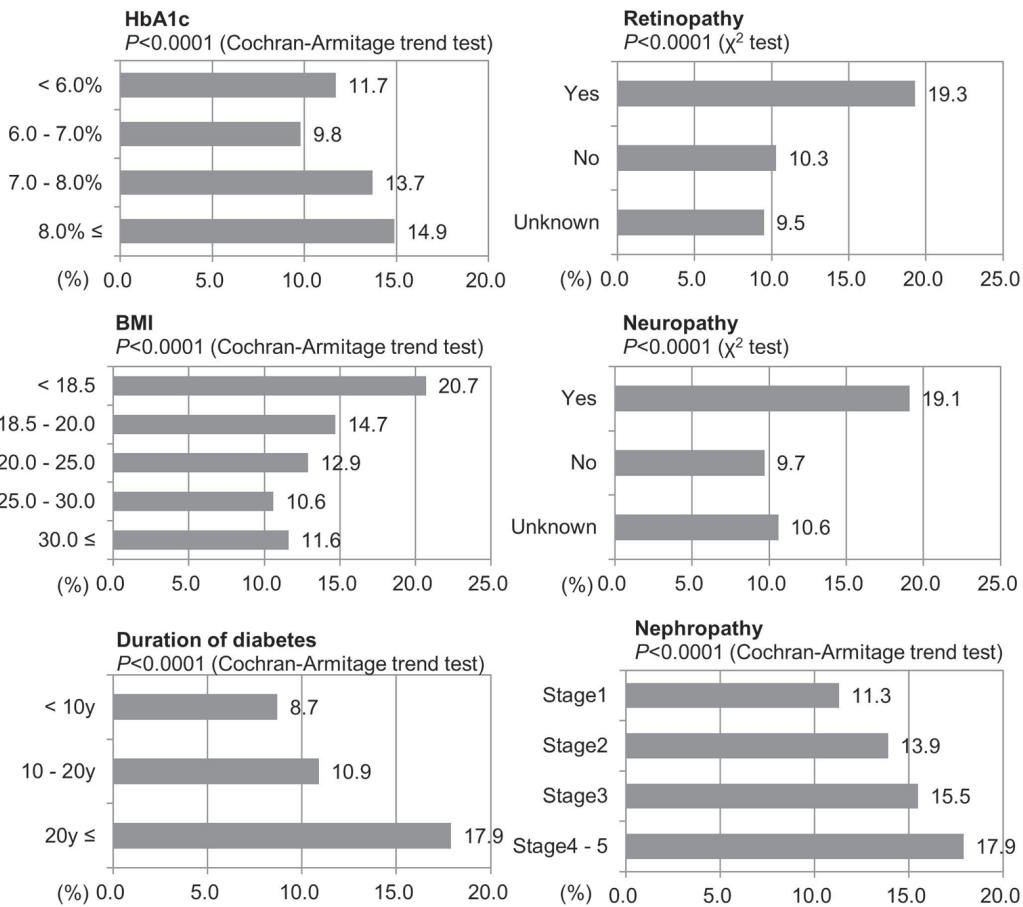 HbA1c
P<0.0001 (Cochran-Armitage trend test)
< 6.0% 11.7
6.0 - 7.0% 9.8
7.0 - 8.0% 13.7
8.0% ≤ 14.9
(%) 0.0 5.0 10.0 15.0 20.0
Retinopathy
P<0.0001 (χ² test)
Yes 19.3
No 10.3
Unknown 9.5
(%) 0.0 5.0 10.0 15.0 20.0 25.0
BMI
P<0.0001 (Cochran-Armitage trend test)
< 18.5 20.7
18.5 - 20.0 14.7
20.0 - 25.0 12.9
25.0 - 30.0 10.6
30.0 ≤ 11.6
(%) 0.0 5.0 10.0 15.0 20.0 25.0
Neuropathy
P<0.0001 (χ² test)
Yes 19.1
No 9.7
Unknown 10.6
(%) 0.0 5.0 10.0 15.0 20.0 25.0
Duration of diabetes
P<0.0001 (Cochran-Armitage trend test)
< 10y 8.7
10 - 20y 10.9
20y ≤ 17.9
(%) 0.0 5.0 10.0 15.0 20.0
Nephropathy
P<0.0001 (Cochran-Armitage trend test)
Stage1 11.3
Stage2 13.9
Stage3 15.5
Stage4 - 5 17.9
(%) 0.0 5.0 10.0 15.0 20.0